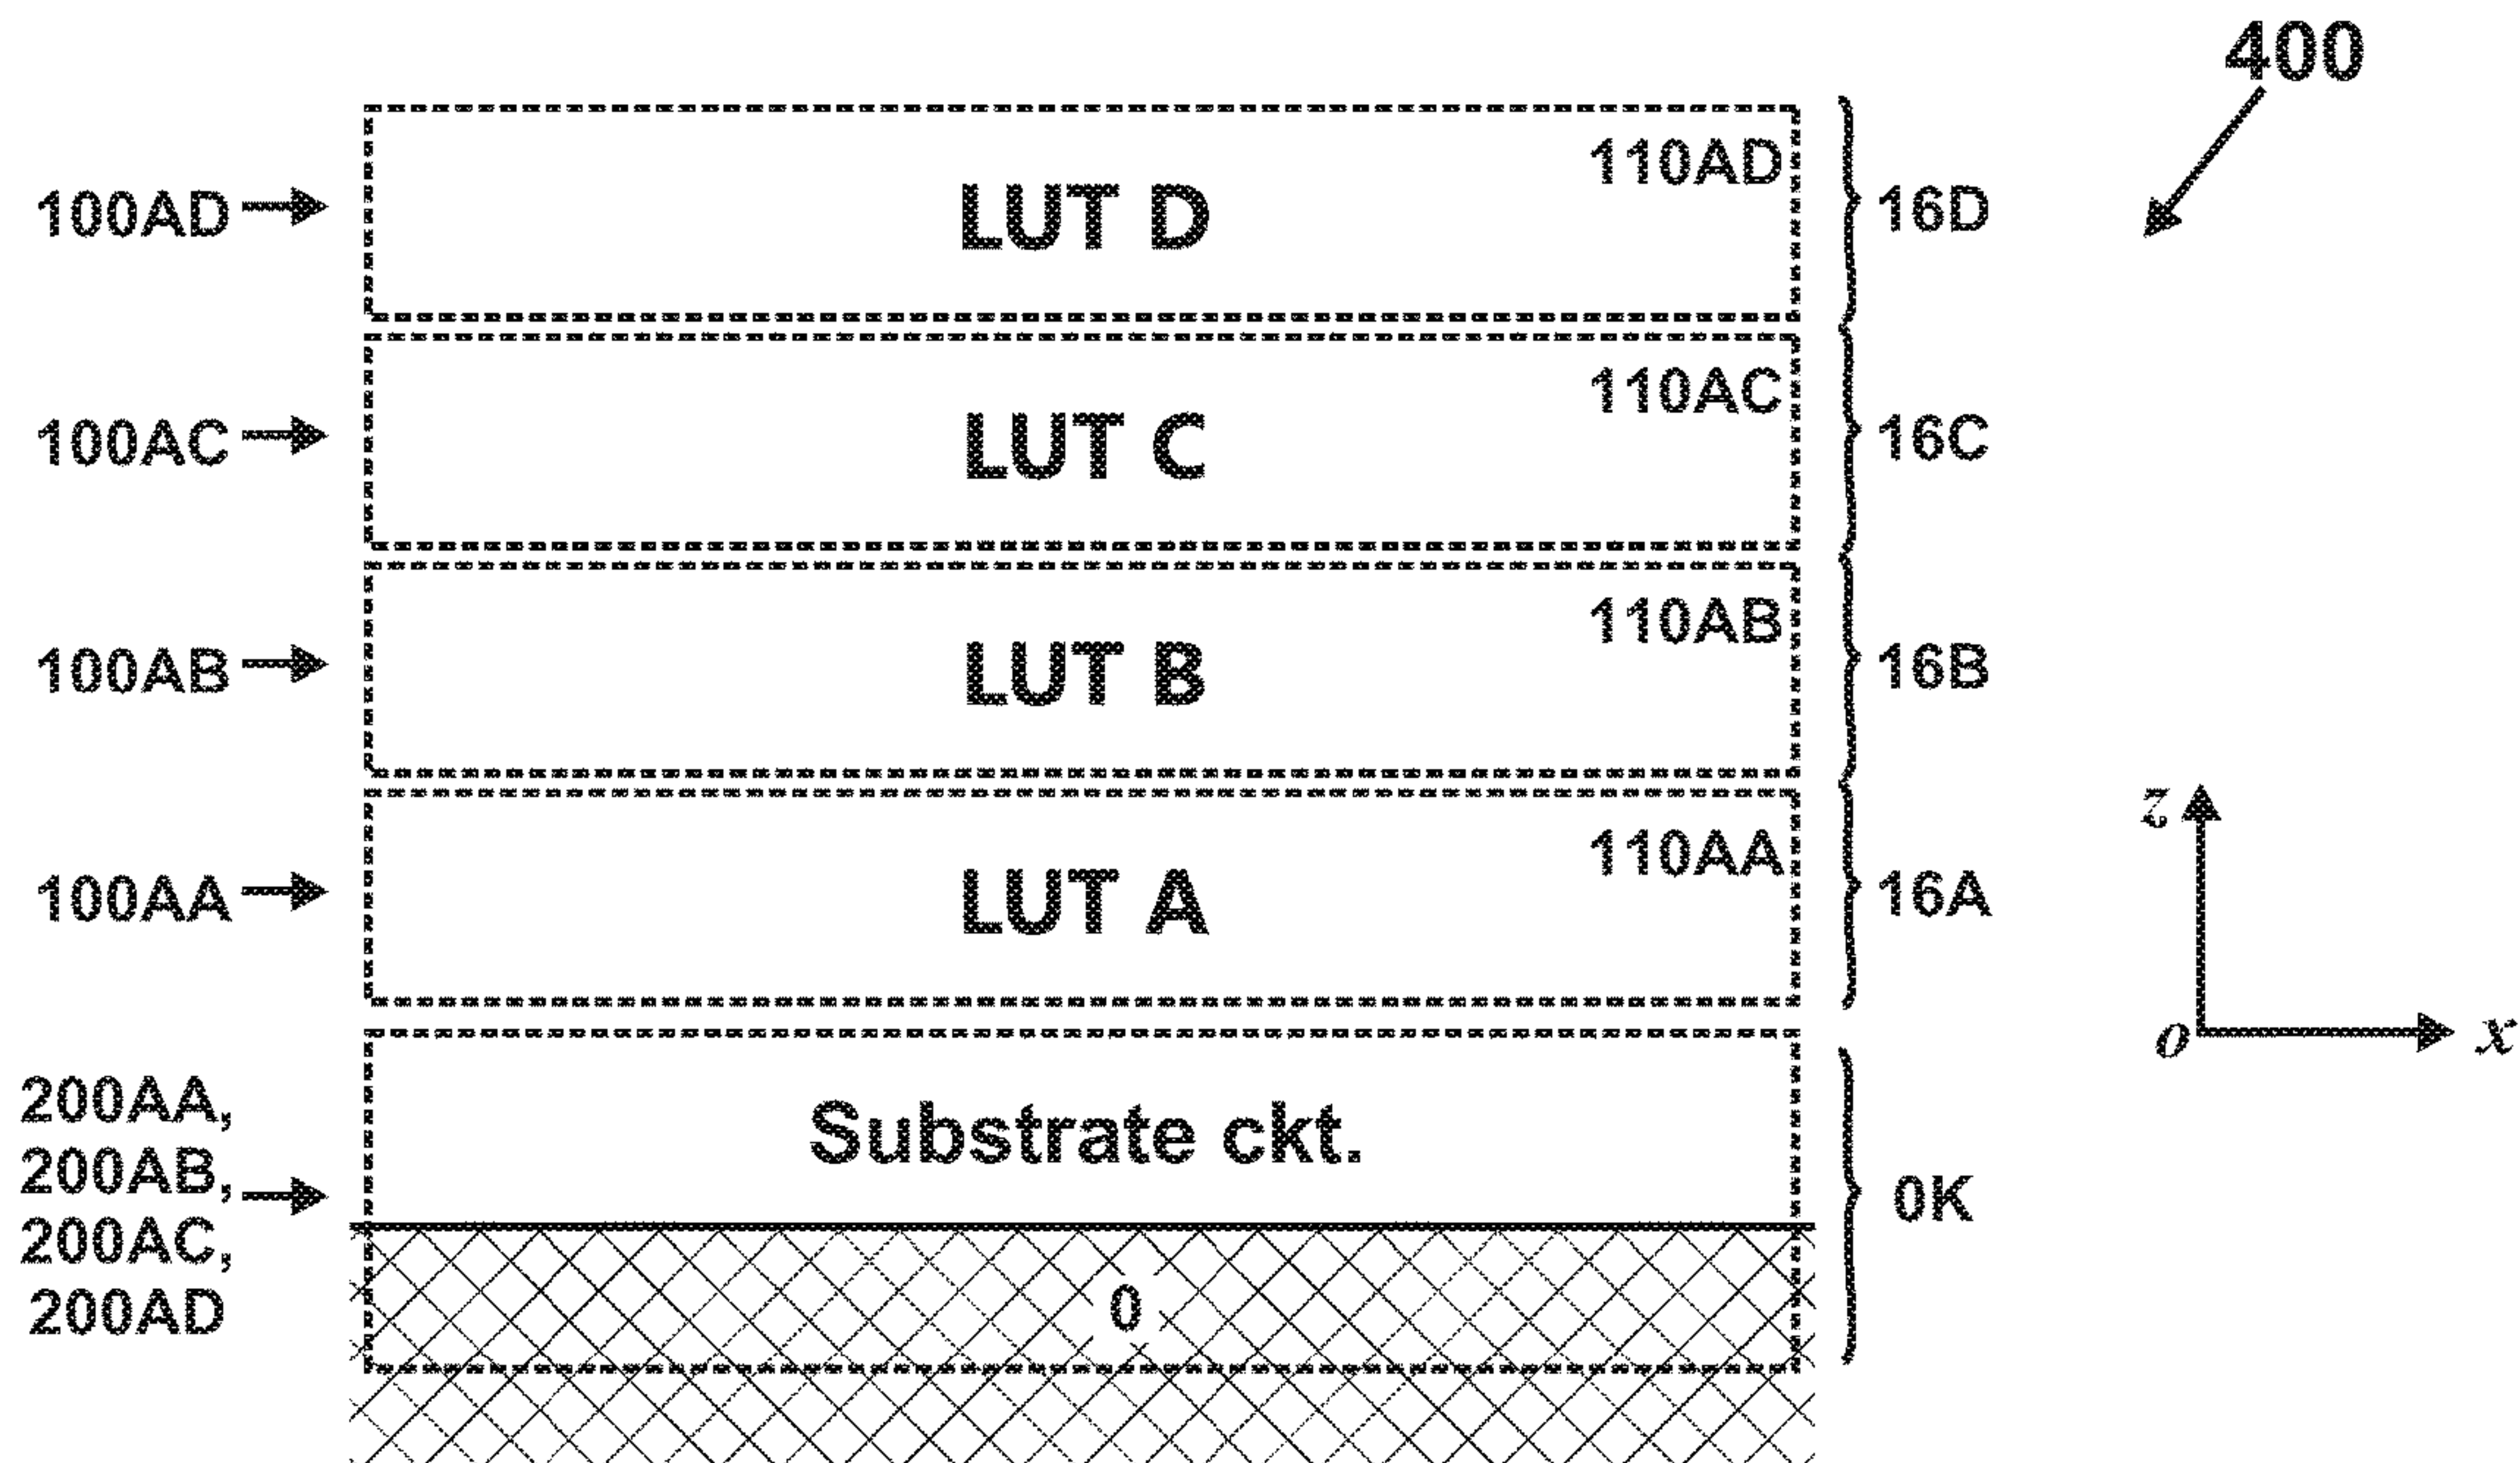 400
110AD
100AD
LUT D
16D
110AC
100AC
LUT C
16C
110AB
100AB
LUT B
16B
110AA
100AA
LUT A
16A
z
o
x
200AA,
200AB,
200AC,
200AD
Substrate ckt.
0K
0